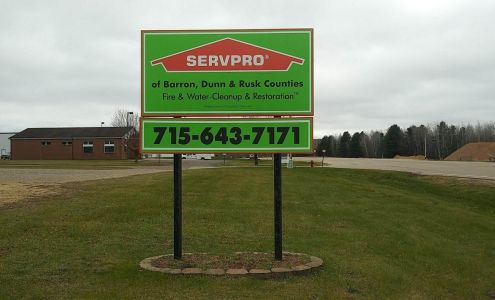 SERVPRO®
of Barron, Dunn & Rusk Counties
Fire & Water-Cleanup & Restoration™
715-643-7171